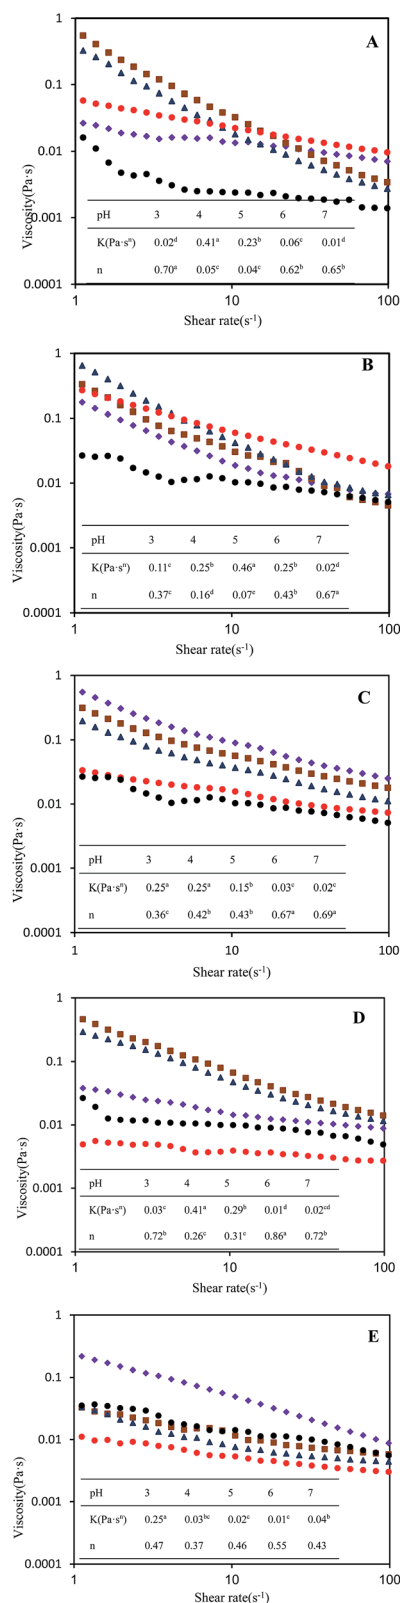 A
1
0.1
0.01
0.001
0.0001
Viscosity(Pa·s)
pH 3 4 5 6 7
K(Pa·sⁿ) 0.02ᵈ 0.41ᵃ 0.23ᵇ 0.06ᶜ 0.01ᵈ
n 0.70ᵃ 0.05ᶜ 0.04ᶜ 0.62ᵇ 0.65ᵇ
1 10 100
Shear rate(s⁻¹)
B
1
0.1
0.01
0.001
0.0001
Viscosity(Pa·s)
pH 3 4 5 6 7
K(Pa·sⁿ) 0.11ᶜ 0.25ᵇ 0.46ᵃ 0.25ᵇ 0.02ᵈ
n 0.37ᶜ 0.16ᵈ 0.07ᵉ 0.43ᵇ 0.67ᵃ
1 10 100
Shear rate(s⁻¹)
C
1
0.1
0.01
0.001
0.0001
Viscosity(Pa·s)
pH 3 4 5 6 7
K(Pa·sⁿ) 0.25ᵃ 0.25ᵃ 0.15ᵇ 0.03ᶜ 0.02ᶜ
n 0.36ᶜ 0.42ᵇ 0.43ᵇ 0.67ᵃ 0.69ᵃ
1 10 100
Shear rate(s⁻¹)
D
1
0.1
0.01
0.001
0.0001
Viscosity(Pa·s)
pH 3 4 5 6 7
K(Pa·sⁿ) 0.03ᶜ 0.41ᵃ 0.29ᵇ 0.01ᵈ 0.02ᶜᵈ
n 0.72ᵇ 0.26ᶜ 0.31ᶜ 0.86ᵃ 0.72ᵇ
1 10 100
Shear rate(s⁻¹)
E
1
0.1
0.01
0.001
0.0001
Viscosity(Pa·s)
pH 3 4 5 6 7
K(Pa·sⁿ) 0.25ᵃ 0.03ᵇᶜ 0.02ᶜ 0.01ᶜ 0.04ᵇ
n 0.47 0.37 0.46 0.55 0.43
1 10 100
Shear rate(s⁻¹)